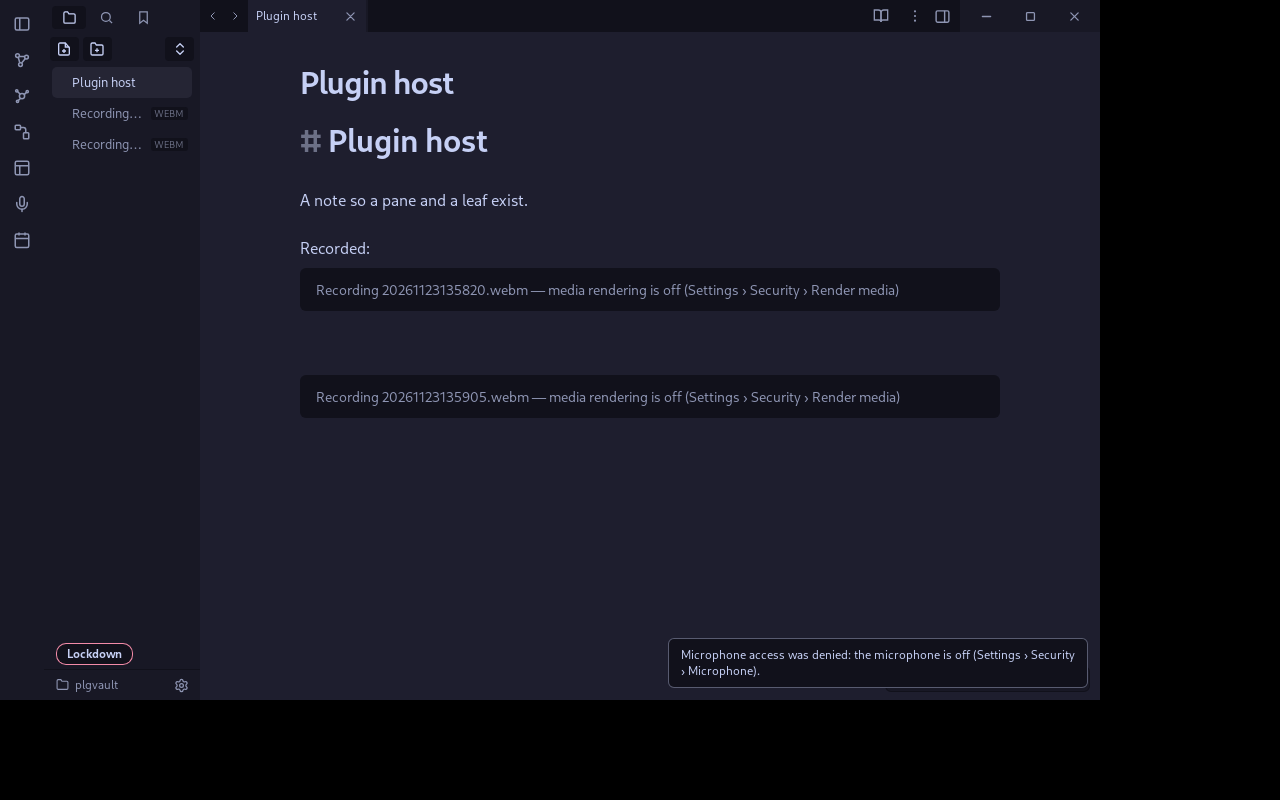 Plugin host
Plugin host
Recording...
WEBM
Recording...
WEBM
Plugin host
# Plugin host
A note so a pane and a leaf exist.
Recorded:
Recording 20261123135820.webm — media rendering is off (Settings › Security › Render media)
Recording 20261123135905.webm — media rendering is off (Settings › Security › Render media)
Lockdown
plgvault
Microphone access was denied: the microphone is off (Settings › Security
› Microphone).